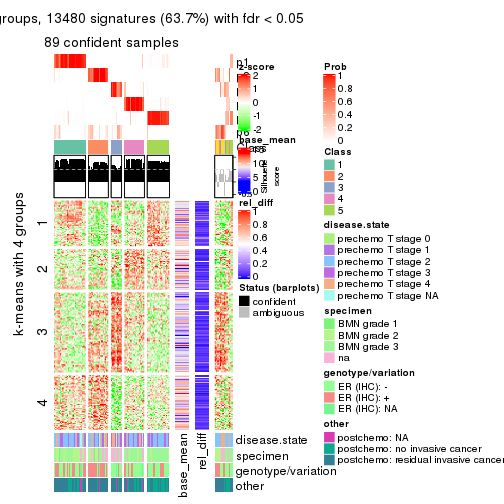 groups, 13480 signatures (63.7%) with fdr < 0.05
89 confident samples
p1
z-score
2
1
0
-1
-2
base_mean
15
10
5
0
Silhouette
score
rel_diff
1
0.8
0.6
0.4
0.2
0
Status (barplots)
confident
ambiguous
k-means with 4 groups
1
2
3
4
base_mean
rel_diff
disease.state
specimen
genotype/variation
other
Prob
1
0.8
0.6
0.4
0.2
0
Class
1
2
3
4
5
disease.state
prechemo T stage 0
prechemo T stage 1
prechemo T stage 2
prechemo T stage 3
prechemo T stage 4
prechemo T stage NA
specimen
BMN grade 1
BMN grade 2
BMN grade 3
na
genotype/variation
ER (IHC): -
ER (IHC): +
ER (IHC): NA
other
postchemo: NA
postchemo: no invasive cancer
postchemo: residual invasive cancer